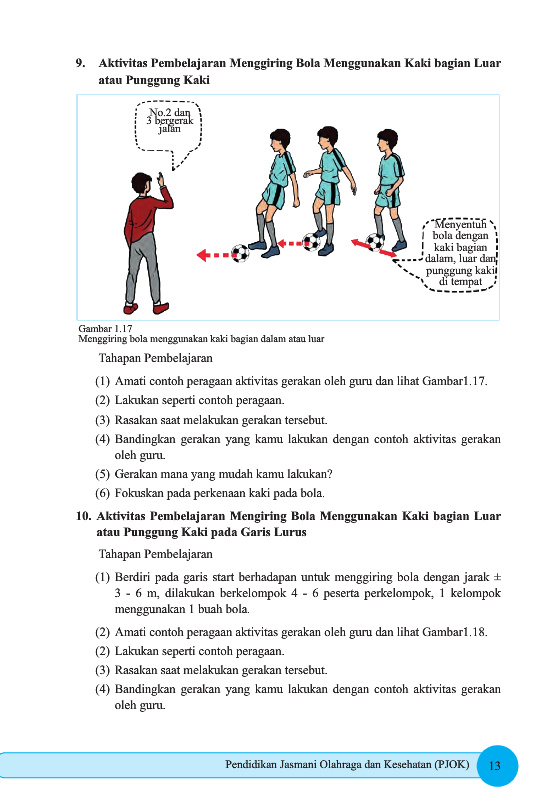 9. Aktivitas Pembelajaran Menggiring Bola Menggunakan Kaki bagian Luar
atau Punggung Kaki
No.2 dan
3 bergerak
jalan
Menyentuh
bola dengan
kaki bagian
dalam, luar dan
punggung kaki
di tempat
Gambar 1.17
Menggiring bola menggunakan kaki bagian dalam atau luar
Tahapan Pembelajaran
(1) Amati contoh peragaan aktivitas gerakan oleh guru dan lihat Gambar1.17.
(2) Lakukan seperti contoh peragaan.
(3) Rasakan saat melakukan gerakan tersebut.
(4) Bandingkan gerakan yang kamu lakukan dengan contoh aktivitas gerakan
oleh guru.
(5) Gerakan mana yang mudah kamu lakukan?
(6) Fokuskan pada perkenaan kaki pada bola.
10. Aktivitas Pembelajaran Mengiring Bola Menggunakan Kaki bagian Luar
atau Punggung Kaki pada Garis Lurus
Tahapan Pembelajaran
(1) Berdiri pada garis start berhadapan untuk menggiring bola dengan jarak ±
3 - 6 m, dilakukan berkelompok 4 - 6 peserta perkelompok, 1 kelompok
menggunakan 1 buah bola.
(2) Amati contoh peragaan aktivitas gerakan oleh guru dan lihat Gambar1.18.
(2) Lakukan seperti contoh peragaan.
(3) Rasakan saat melakukan gerakan tersebut.
(4) Bandingkan gerakan yang kamu lakukan dengan contoh aktivitas gerakan
oleh guru.
Pendidikan Jasmani Olahraga dan Kesehatan (PJOK) 13